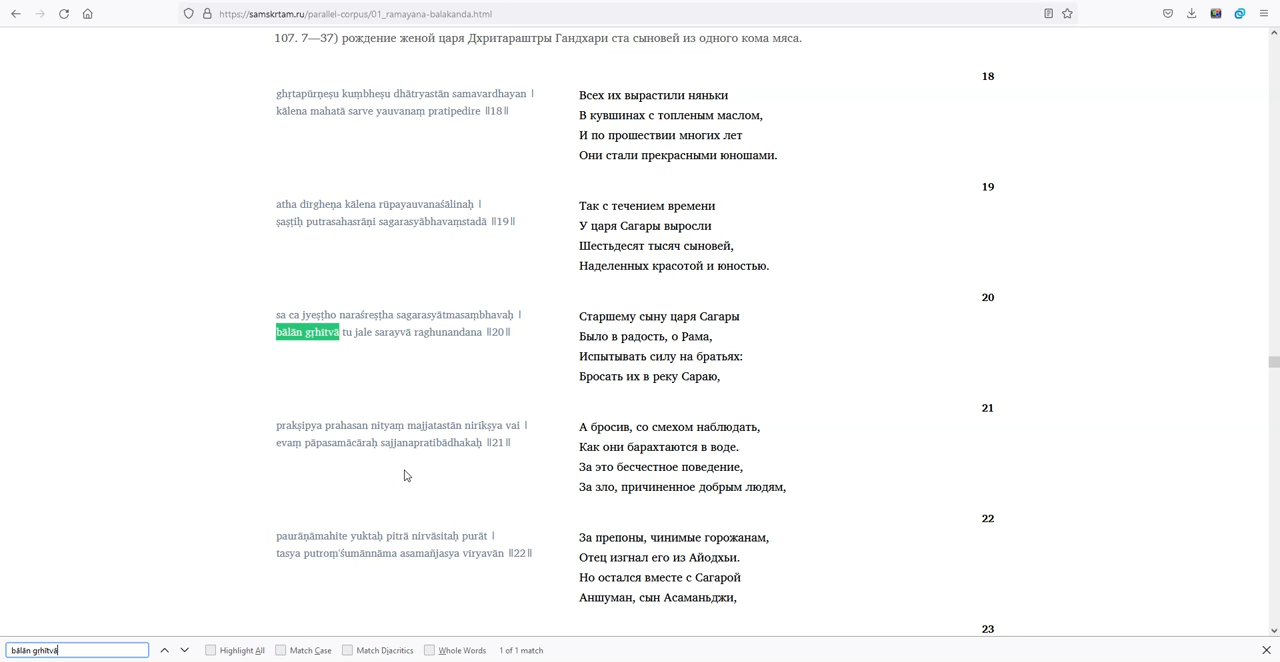 https://samskrtam.ru/parallel-corpus/01_ramayana-balakanda.html
107. 7—37) рождение женой царя Дхритараштры Гандхари ста сыновей из одного кома мяса.
18
ghṛtapūrṇeṣu kuṃbheṣu dhātryastān samavardhayan ।
kālena mahatā sarve yauvanaṃ pratipedire ॥18॥
Всех их вырастили няньки
В кувшинах с топленым маслом,
И по прошествии многих лет
Они стали прекрасными юношами.
19
atha dīrgheṇa kālena rūpayauvanaśālinaḥ ।
ṣaṣṭiḥ putrasahasrāṇi sagarasyābhavaṃstadā ॥19॥
Так с течением времени
У царя Сагары выросли
Шестьдесят тысяч сыновей,
Наделенных красотой и юностью.
20
sa ca jyeṣṭho naraśreṣṭha sagarasyātmasaṃbhavaḥ ।
bālān gṛhītvā tu jale sarayvā raghunandana ॥20॥
Старшему сыну царя Сагары
Было в радость, о Рама,
Испытывать силу на братьях:
Бросать их в реку Сараю,
21
prakṣipya prahasan nityaṃ majjatastān nirīkṣya vai ।
evaṃ pāpasamācāraḥ sajjanapratibādhakaḥ ॥21॥
А бросив, со смехом наблюдать,
Как они барахтаются в воде.
За это бесчестное поведение,
За зло, причиненное добрым людям,
22
paurāṇāmahite yuktaḥ pitrā nirvāsitaḥ purāt ।
tasya putroṃ'śumānnāma asamañjasya vīryavān ॥22॥
За препоны, чинимые горожанам,
Отец изгнал его из Айодхьи.
Но остался вместе с Сагарой
Аншуман, сын Асаманьджи,
23
bālān gṛhītvā
Highlight All
Match Case
Match Diacritics
Whole Words
1 of 1 match